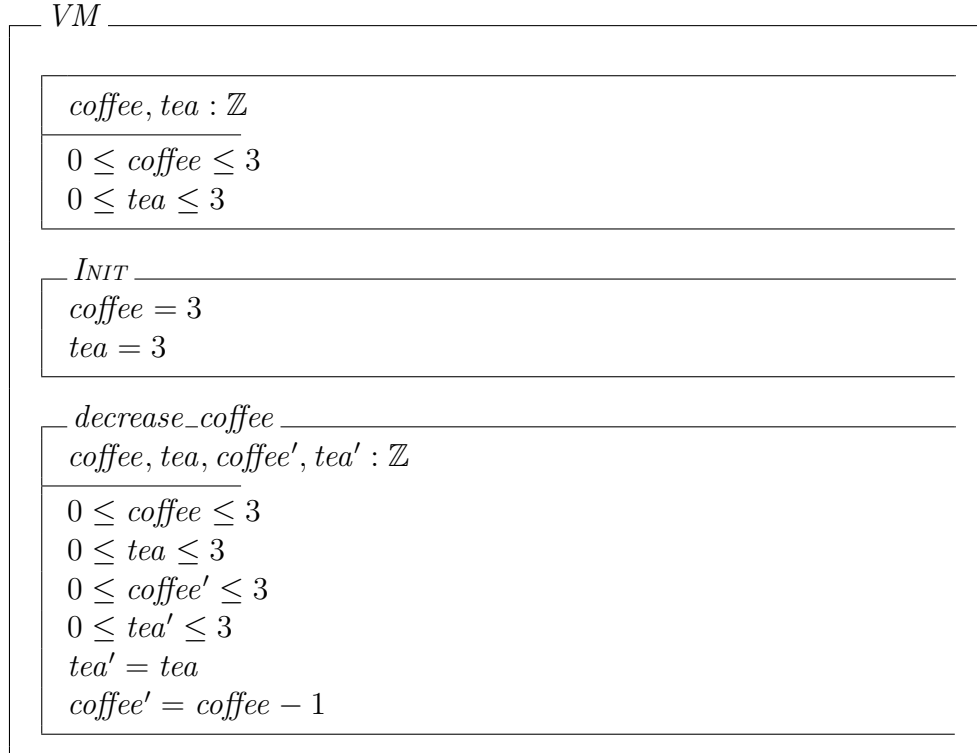 VM
coffee, tea : ℤ
0 ≤ coffee ≤ 3
0 ≤ tea ≤ 3
INIT
coffee = 3
tea = 3
decrease_coffee
coffee, tea, coffee′, tea′ : ℤ
0 ≤ coffee ≤ 3
0 ≤ tea ≤ 3
0 ≤ coffee′ ≤ 3
0 ≤ tea′ ≤ 3
tea′ = tea
coffee′ = coffee − 1